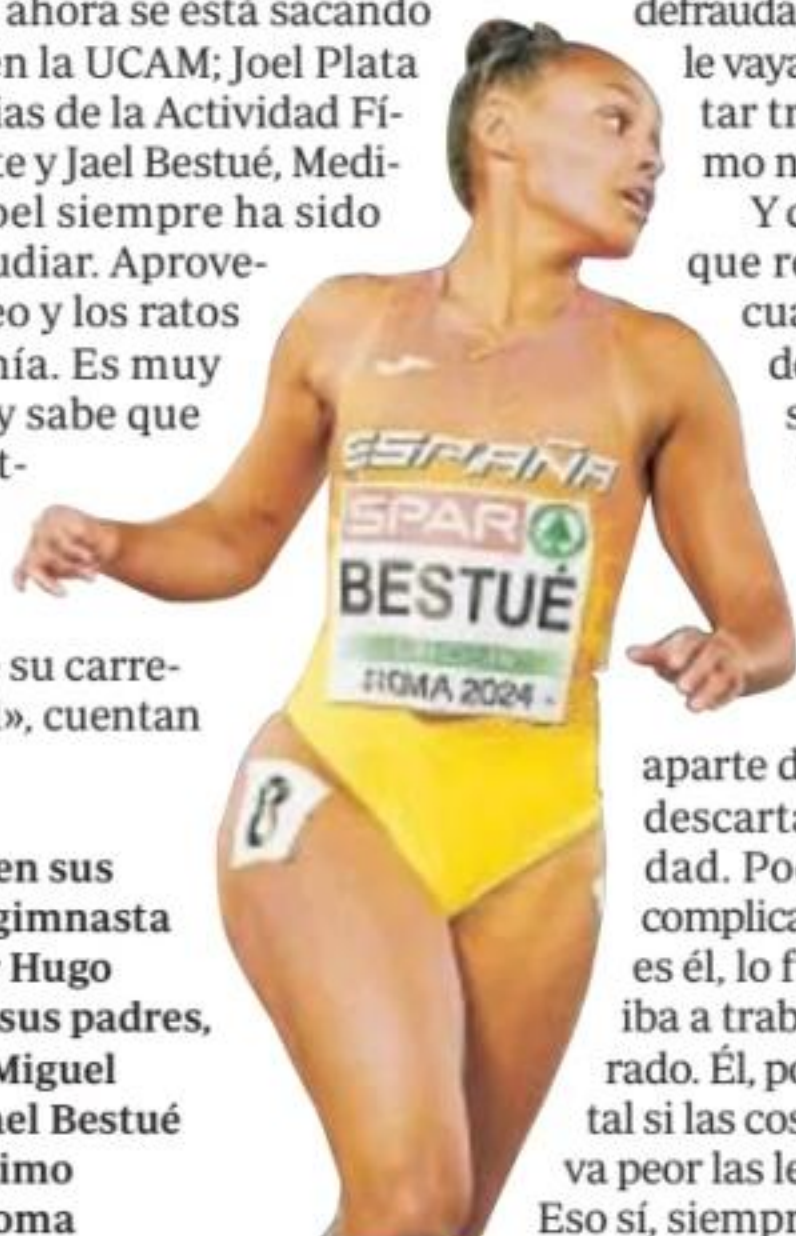 ahora se está sacando
en la UCAM; Joel Plata
ias de la Actividad Fí-
te y Jael Bestué, Medi-
pel siempre ha sido
udiar. Aprove-
eo y los ratos
nía. Es muy
y sabe que
t-
su carre-
», cuentan
en sus
gimnasta
Hugo
sus padres,
Miguel
ael Bestué
imo
oma
ESPAÑA
SPAR
BESTUÉ
ROMA 2024
8
defrauda
le vaya
tar tr
mo n
Y
que re
cua
de
s
aparte d
descarta
dad. Po
complica
es él, lo f
iba a trab
rado. Él, po
tal si las cos
va peor las le
Eso sí, siempr